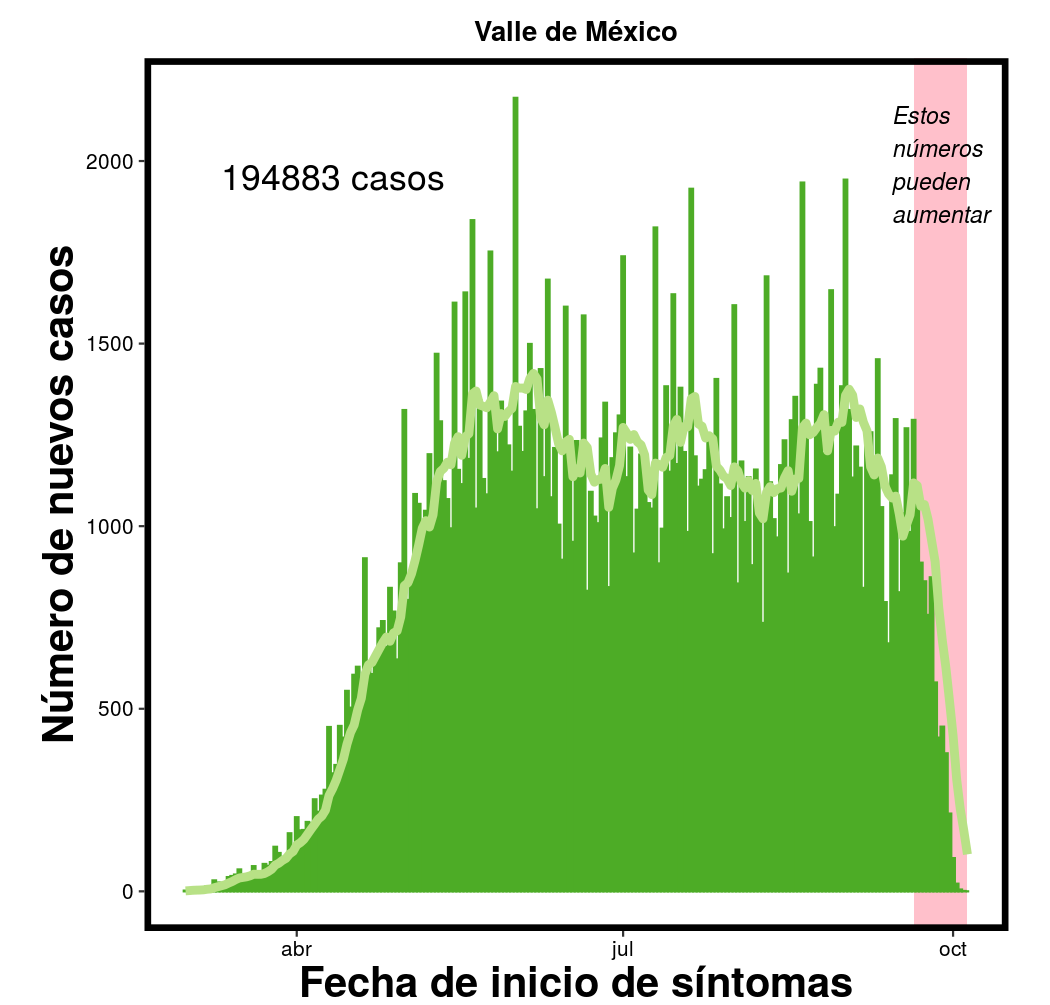 Valle de México
Estos
números
pueden
aumentar
194883 casos
Número de nuevos casos
2000
1500
1000
500
0
abr
jul
oct
Fecha de inicio de síntomas